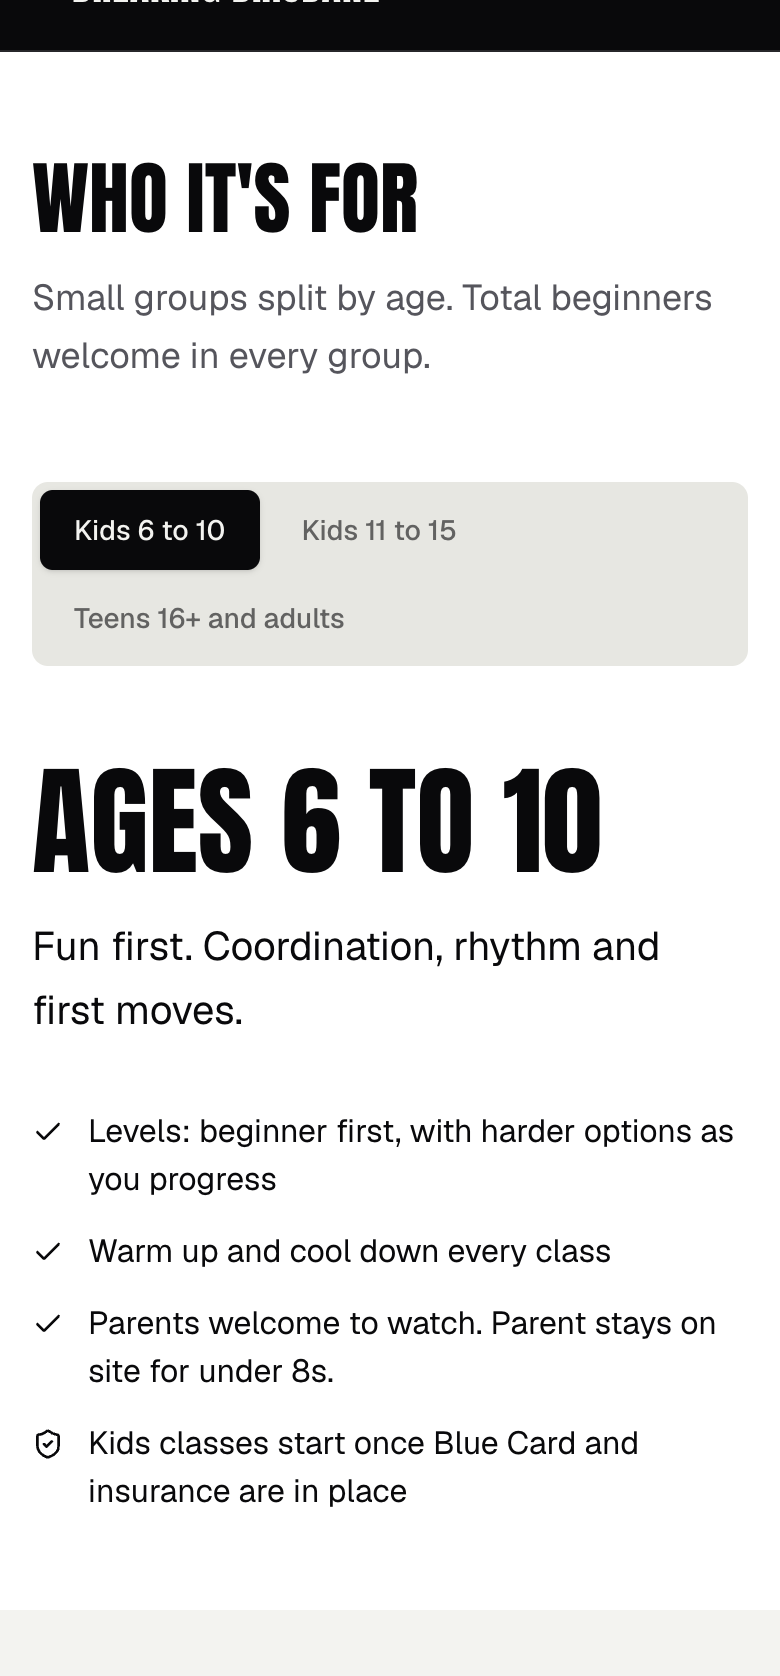 WHO IT'S FOR
Small groups split by age. Total beginners
welcome in every group.
Kids 6 to 10
Kids 11 to 15
Teens 16+ and adults
AGES 6 TO 10
Fun first. Coordination, rhythm and
first moves.
Levels: beginner first, with harder options as
you progress
Warm up and cool down every class
Parents welcome to watch. Parent stays on
site for under 8s.
Kids classes start once Blue Card and
insurance are in place